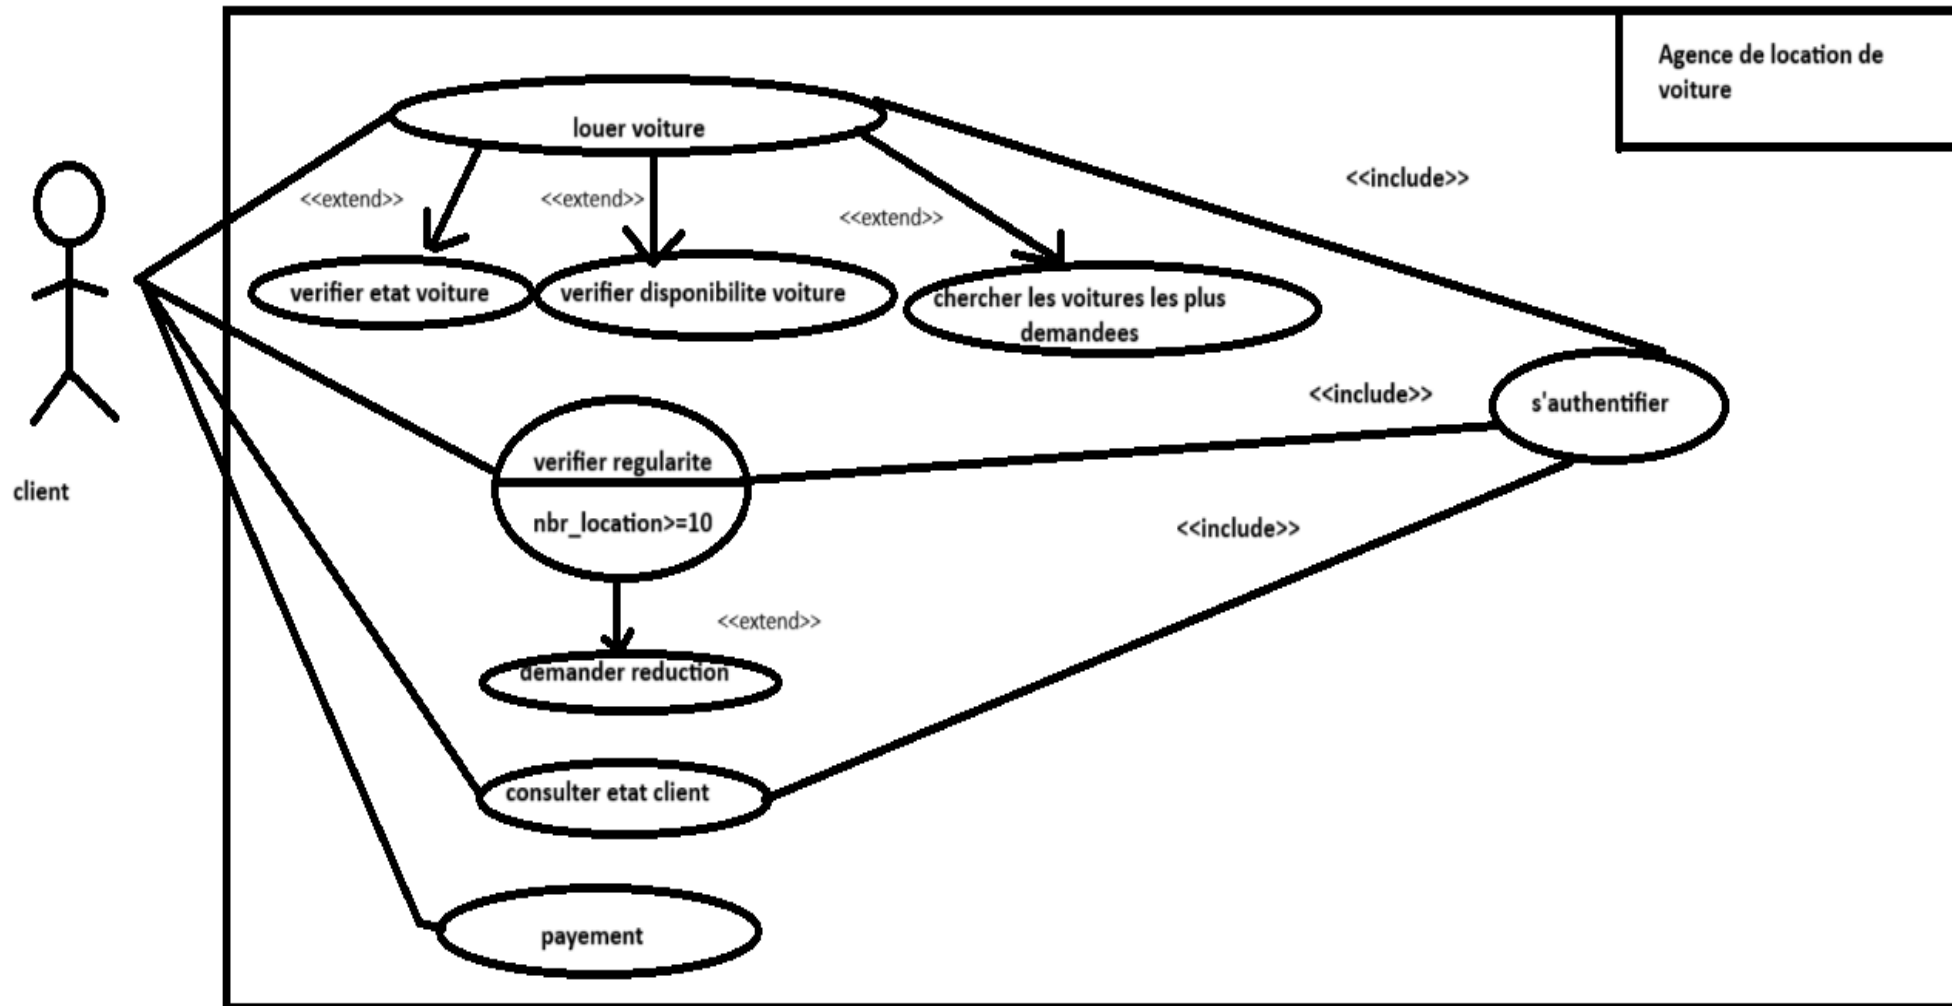 Agence de location de
voiture
louer voiture
<<include>>
<<extend>>
<<extend>>
<<extend>>
verifier etat voiture
verifier disponibilite voiture
chercher les voitures les plus
demandees
<<include>>
s'authentifier
verifier regularite
client
nbr_location>=10
<<include>>
<<extend>>
demander reduction
consulter etat client
payement